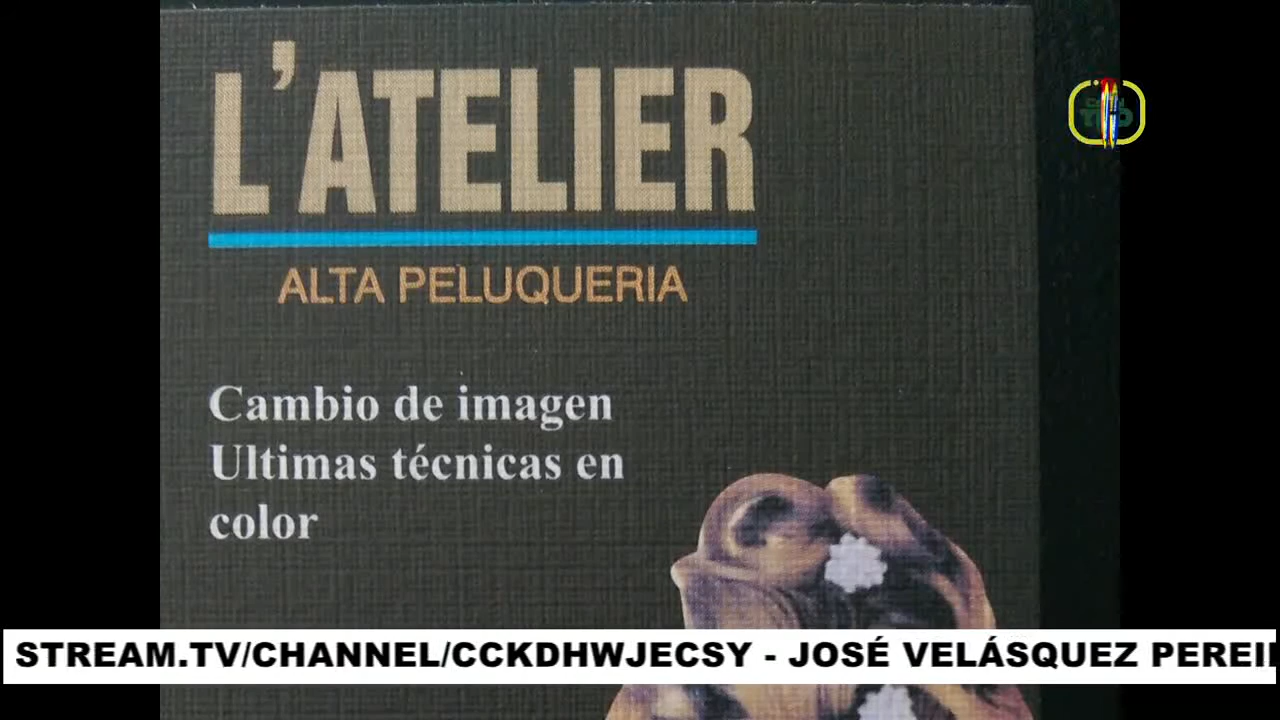 L'ATELIER
ALTA PELUQUERIA
Cambio de imagen
Ultimas técnicas en
color
STREAM.TV/CHANNEL/CCKDHWJECSY - JOSÉ VELÁSQUEZ